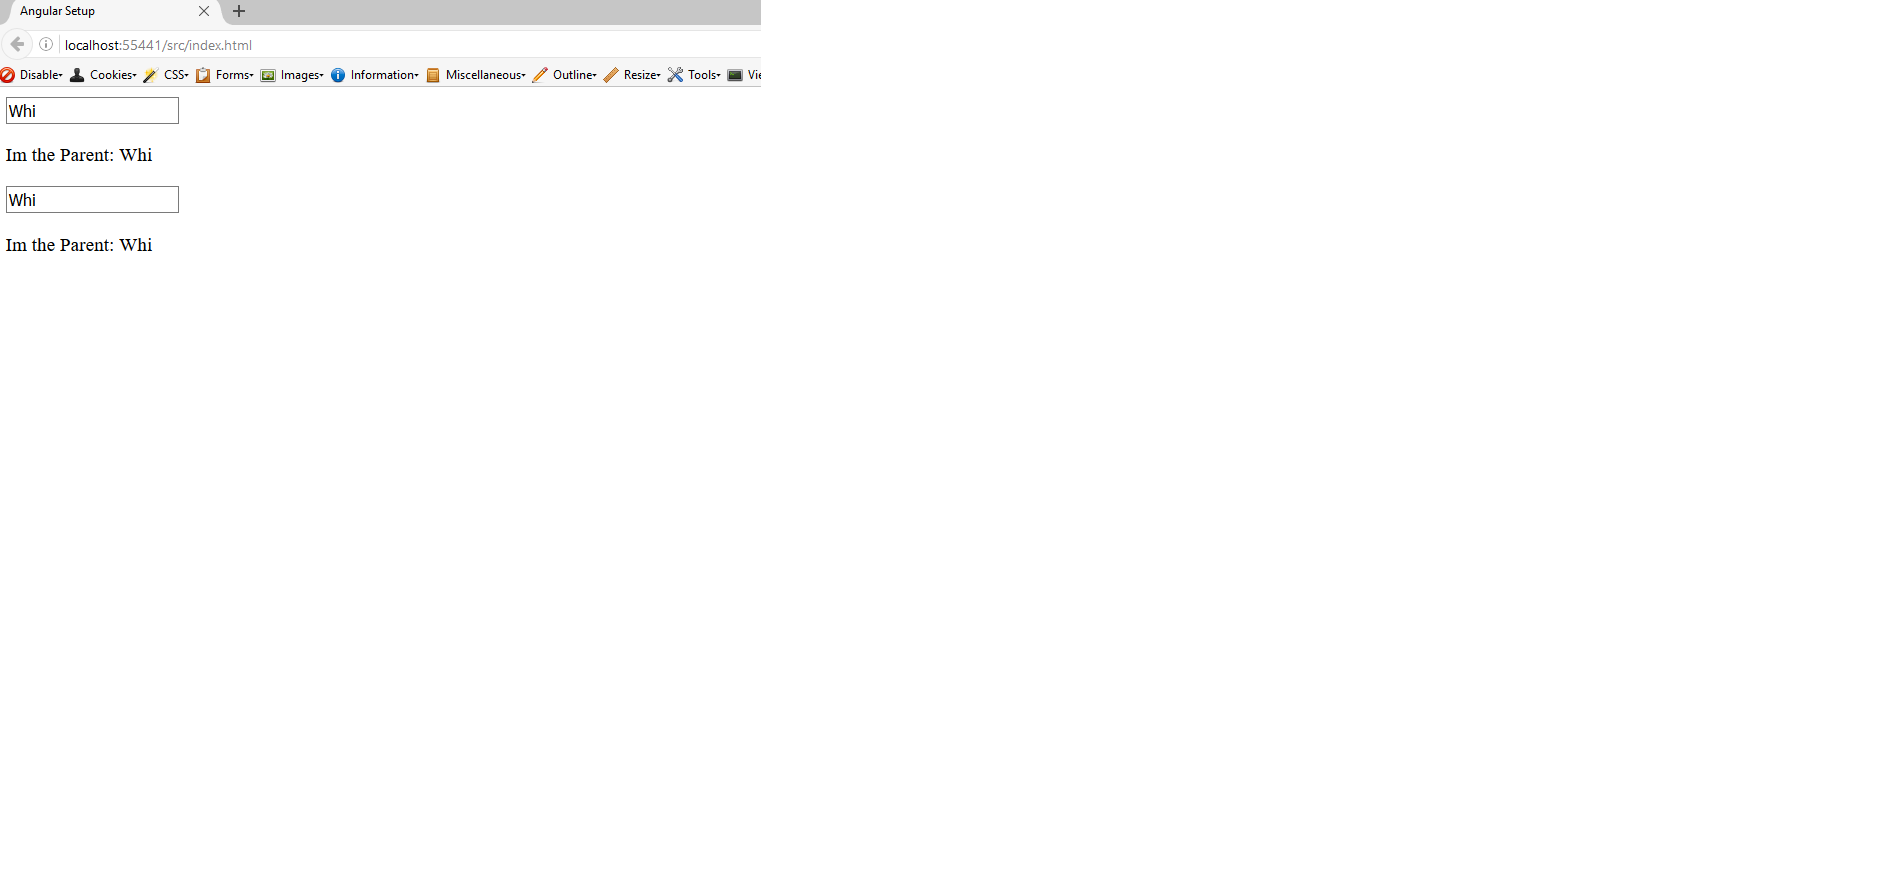 Angular Setup
localhost:55441/src/index.html
Disable Cookies CSS Forms Images Information Miscellaneous Outline Resize Tools Vie
Whi
Im the Parent: Whi
Whi
Im the Parent: Whi